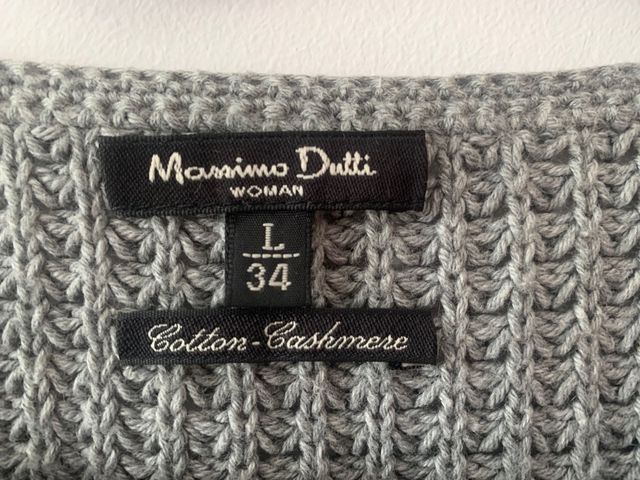 Massimo Dutti
WOMAN
L
34
Cotton-Cashmere